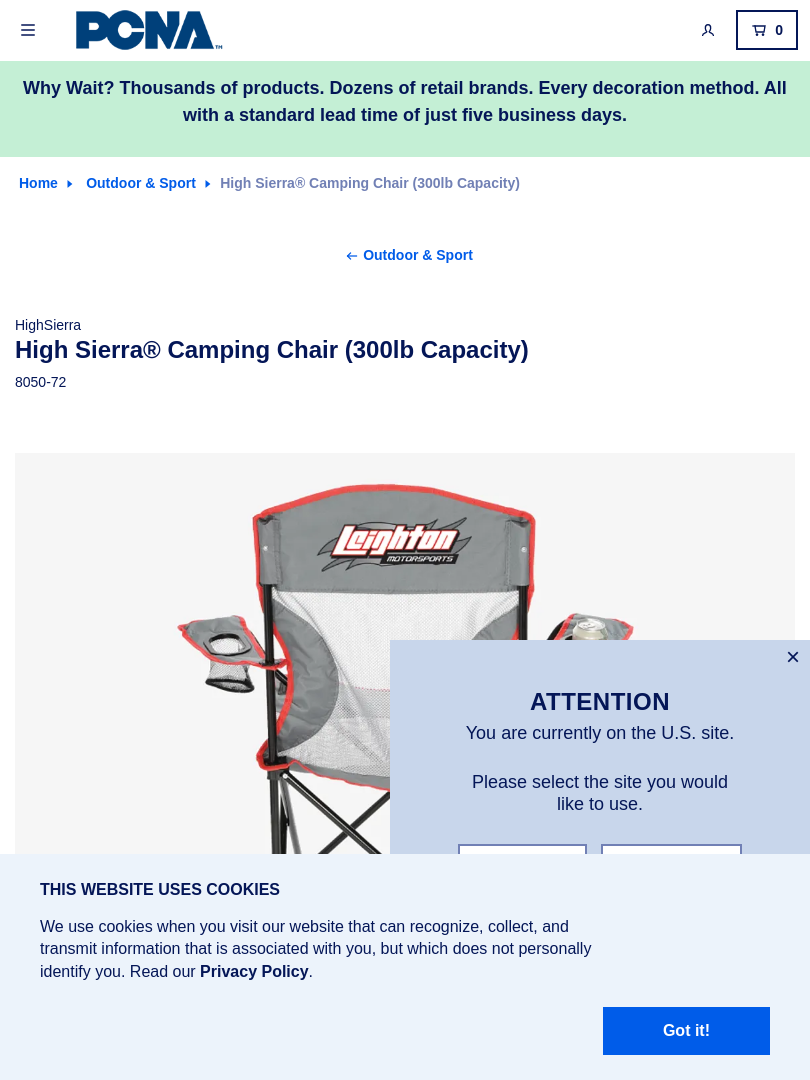 PCNA™
0
Why Wait? Thousands of products. Dozens of retail brands. Every decoration method. All
with a standard lead time of just five business days.
Home
Outdoor & Sport
High Sierra® Camping Chair (300lb Capacity)
Outdoor & Sport
HighSierra
High Sierra® Camping Chair (300lb Capacity)
8050-72
Leighton
MOTORSPORTS
ATTENTION
You are currently on the U.S. site.
Please select the site you would
like to use.
THIS WEBSITE USES COOKIES
We use cookies when you visit our website that can recognize, collect, and
transmit information that is associated with you, but which does not personally
identify you. Read our Privacy Policy.
Got it!